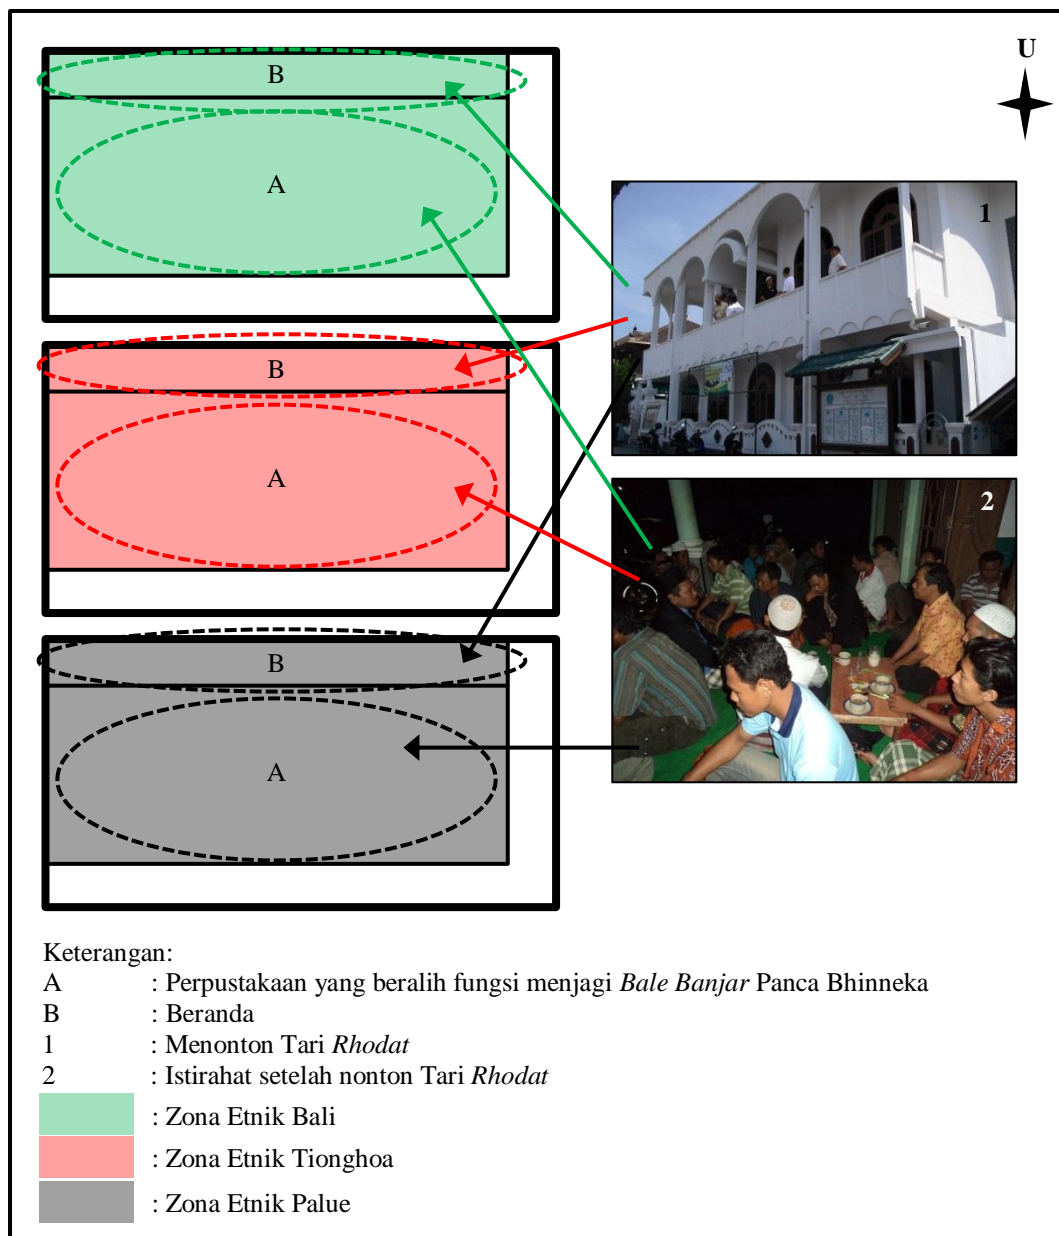 U
B
A
1
B
A
2
B
A
Keterangan:
A : Perpustakaan yang beralih fungsi menjagi Bale Banjar Panca Bhinneka
B : Beranda
1 : Menonton Tari Rhodat
2 : Istirahat setelah nonton Tari Rhodat
: Zona Etnik Bali
: Zona Etnik Tionghoa
: Zona Etnik Palue